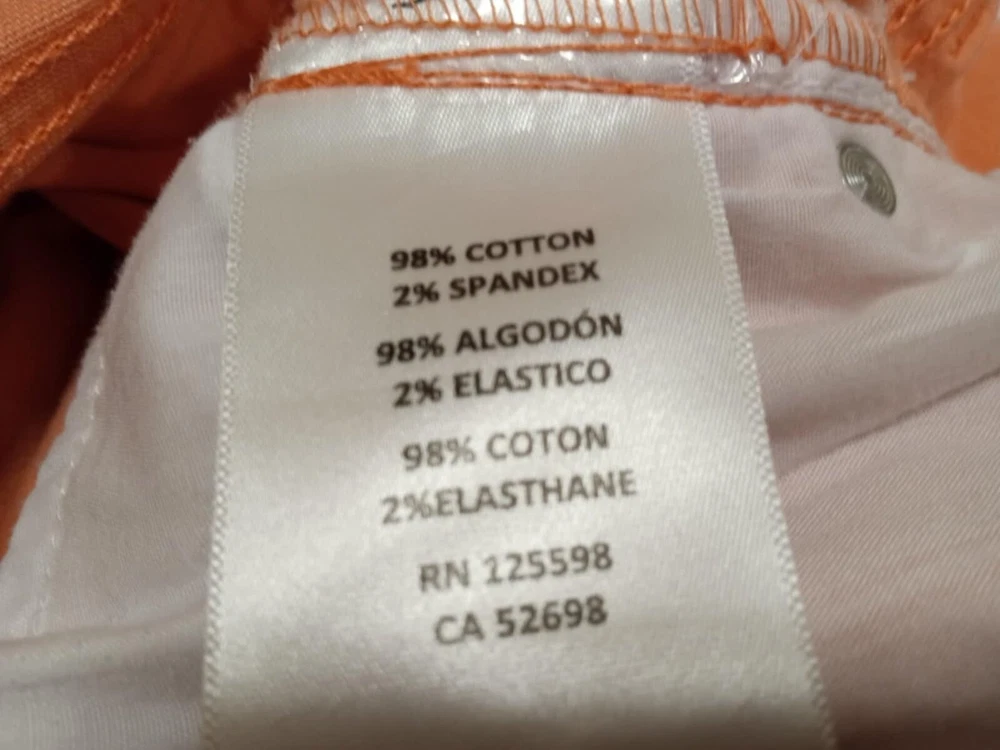 98% COTTON
2% SPANDEX
98% ALGODÓN
2% ELASTICO
98% COTON
2%ELASTHANE
RN 125598
CA 52698